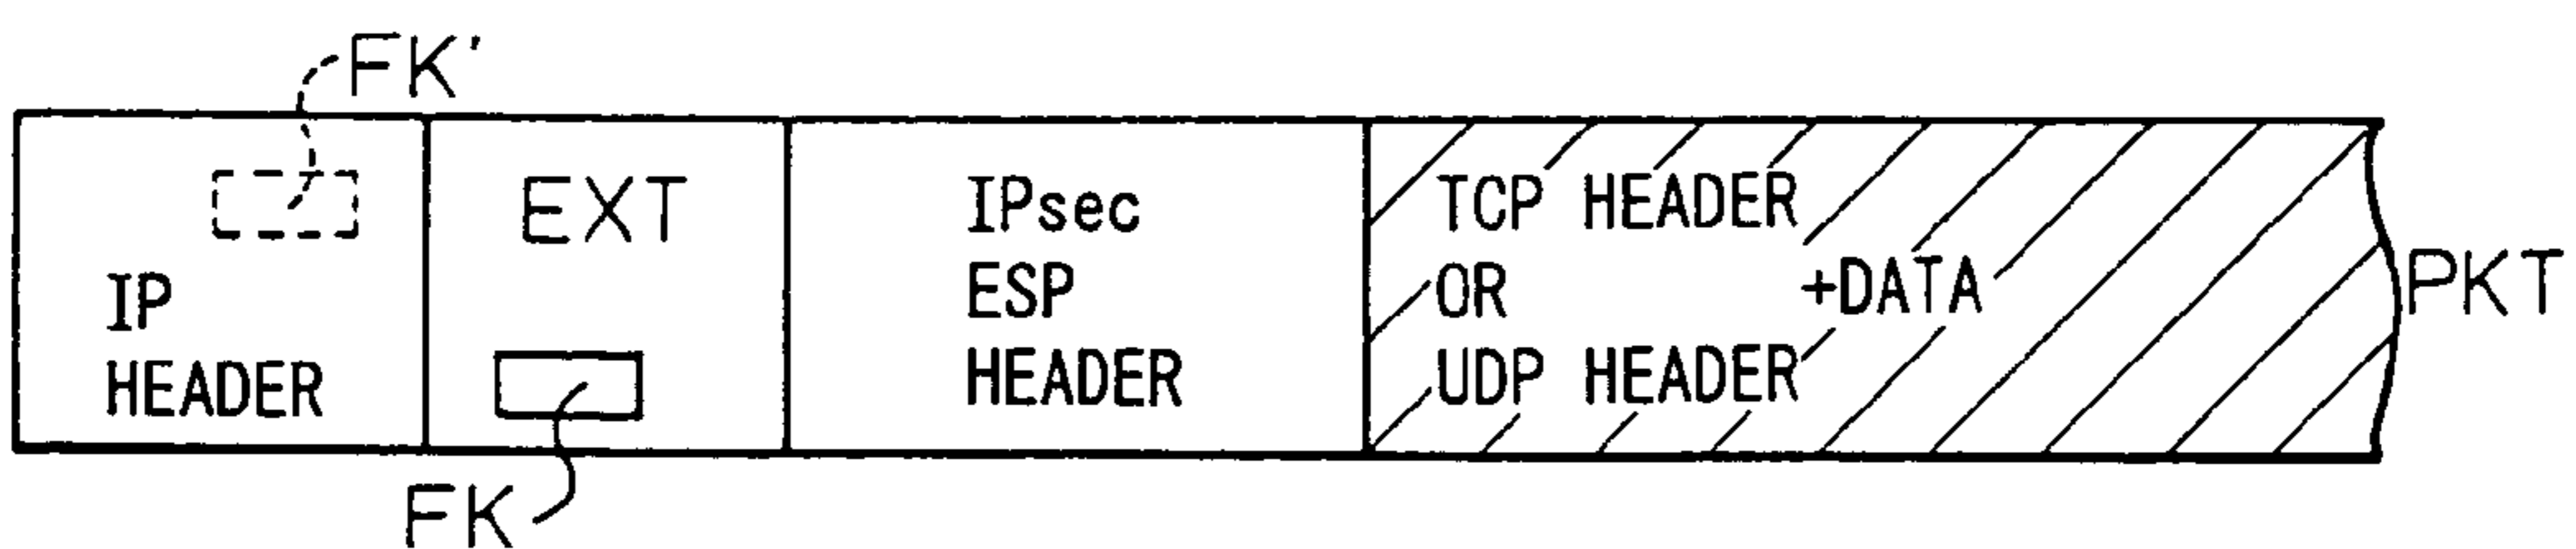 FK'
IP
HEADER
EXT
FK
IPsec
ESP
HEADER
TCP HEADER
OR +DATA
UDP HEADER
PKT